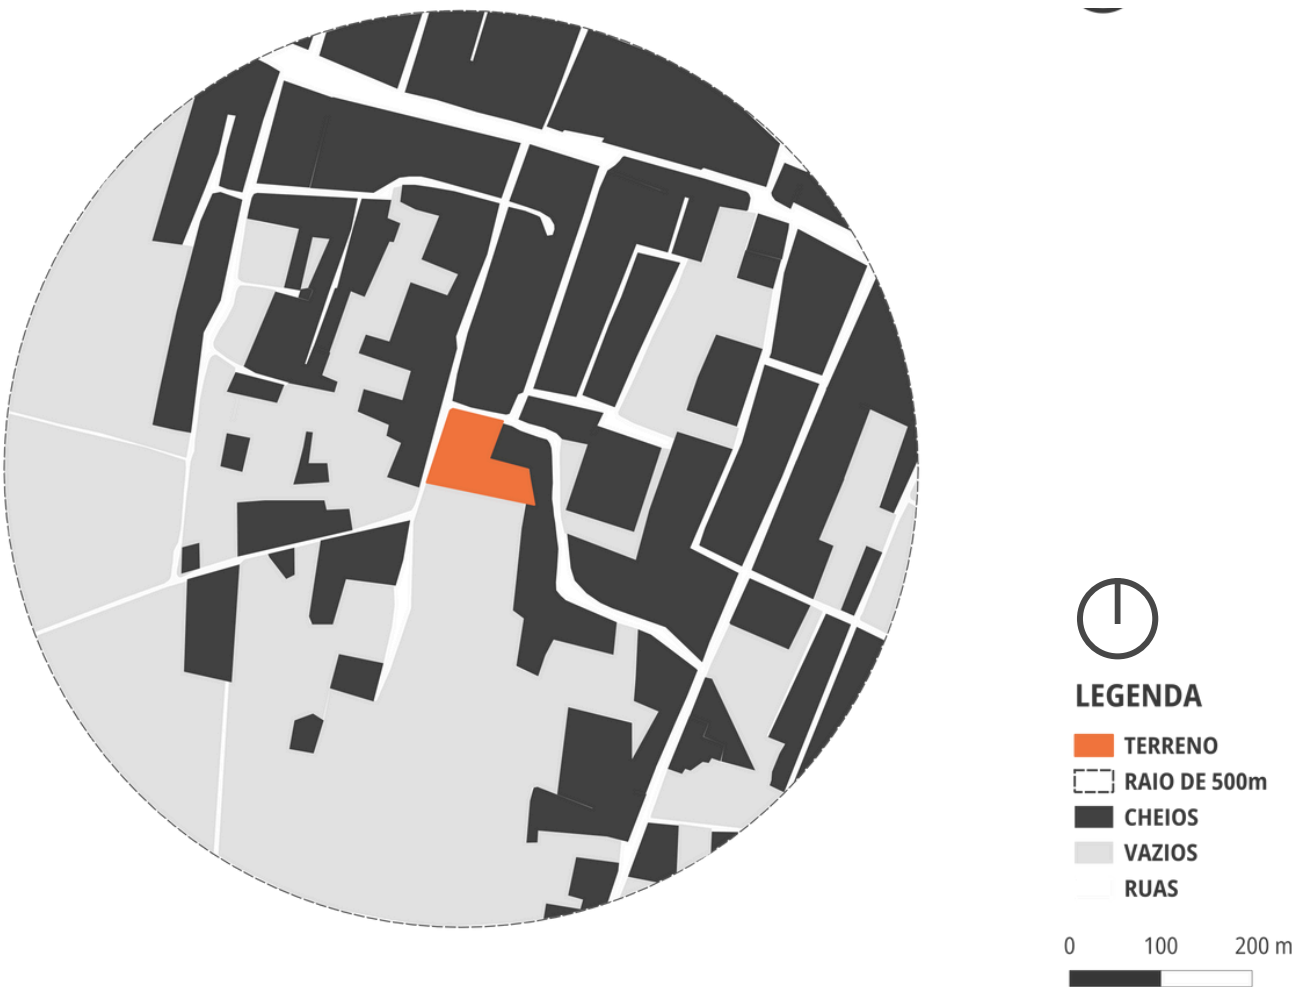 LEGENDA
TERRENO
RAIO DE 500m
CHEIOS
VAZIOS
RUAS
0 100 200 m